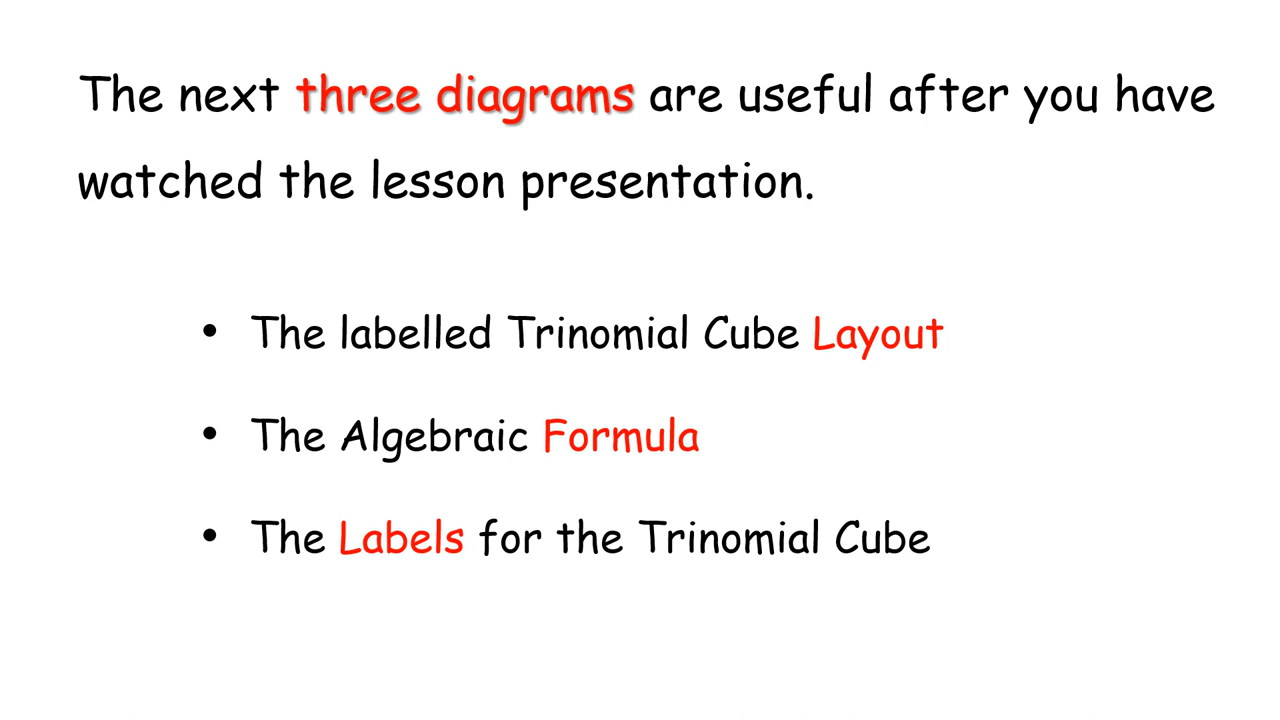 The next three diagrams are useful after you have
watched the lesson presentation.
• The labelled Trinomial Cube Layout
• The Algebraic Formula
• The Labels for the Trinomial Cube